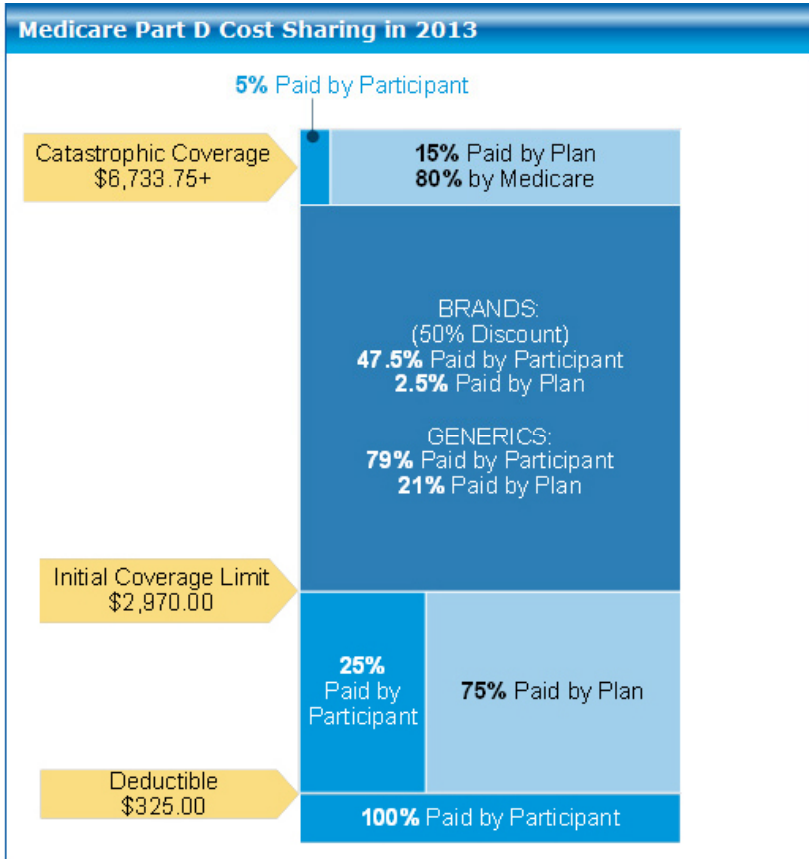 Medicare Part D Cost Sharing in 2013
5% Paid by Participant
Catastrophic Coverage
$6,733.75+
15% Paid by Plan
80% by Medicare
BRANDS:
(50% Discount)
47.5% Paid by Participant
2.5% Paid by Plan
GENERICS:
79% Paid by Participant
21% Paid by Plan
Initial Coverage Limit
$2,970.00
25%
Paid by
Participant
75% Paid by Plan
Deductible
$325.00
100% Paid by Participant